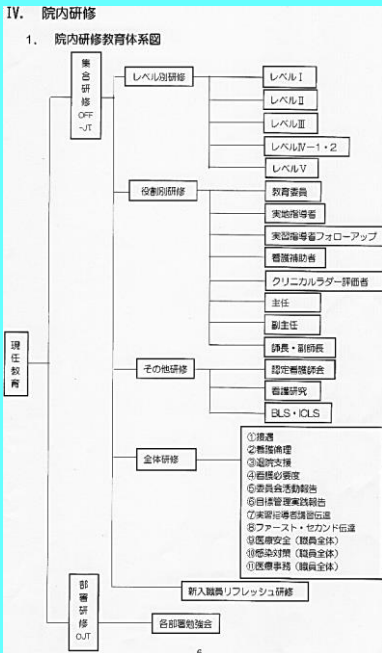 IV. 院内研修
1. 院内研修教育体系図
現任教育
集合研修OFF-JT
レベル別研修
レベルⅠ
レベルⅡ
レベルⅢ
レベルⅣ－1・2
レベルⅤ
役割別研修
教育委員
実地指導者
実習指導者フォローアップ
看護補助者
クリニカルラダー評価者
主任
副主任
師長・副師長
その他研修
認定看護師会
看護研究
BLS・ICLS
全体研修
①接遇
②看護倫理
③退院支援
④看護必要度
⑤委員会活動報告
⑥目標管理実践報告
⑦実習指導者講習伝達
⑧ファースト・セカンド伝達
⑨医療安全（職員全体）
⑩感染対策（職員全体）
⑪医療事務（職員全体）
新入職員リフレッシュ研修
部署研修OJT
各部署勉強会
6